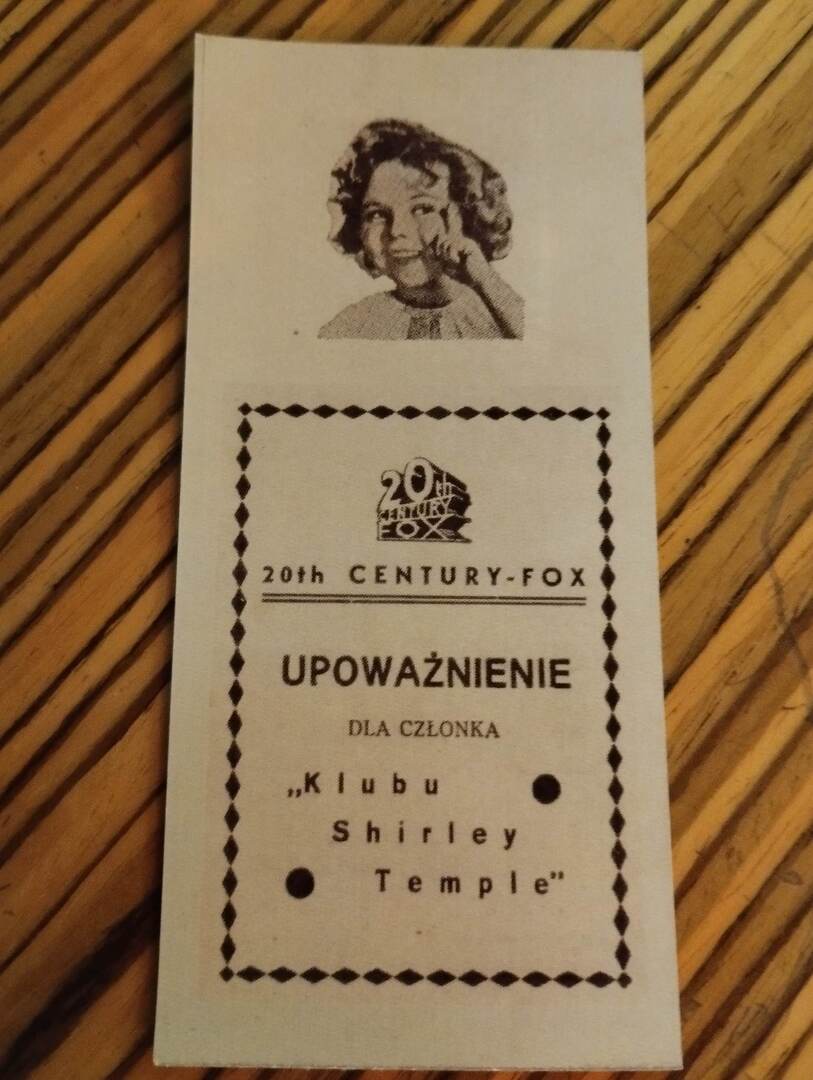 20th
CENTURY
FOX
20th CENTURY-FOX
UPOWAŻNIENIE
DLA CZŁONKA
„Klubu
Shirley
Temple”